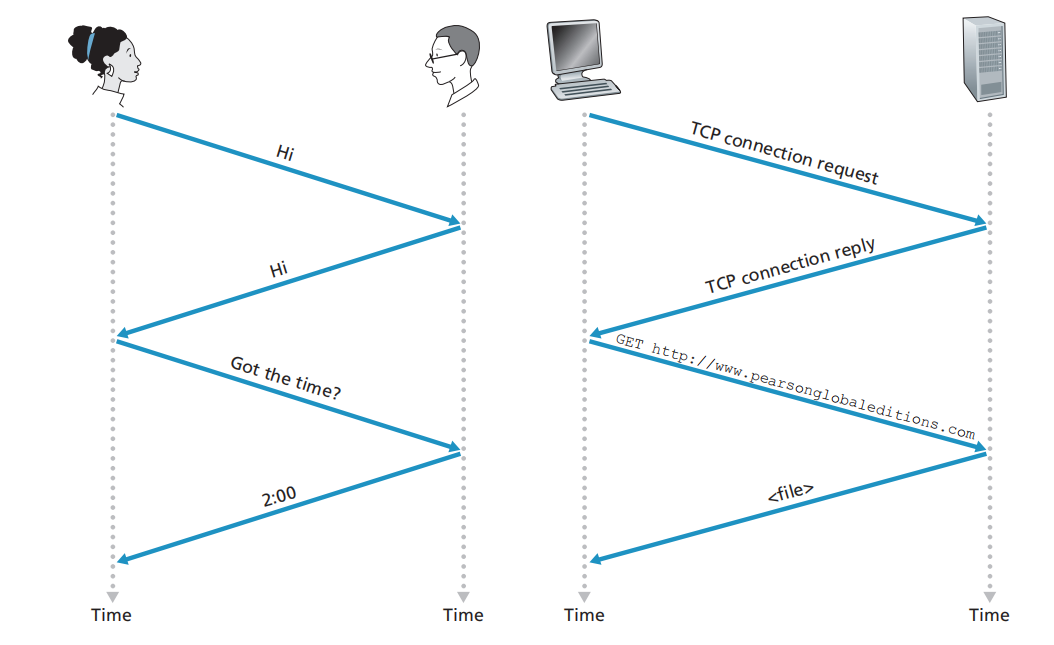 Hi
Hi
Got the time?
2:00
Time
Time
TCP connection request
TCP connection reply
GET http://www.pearsonglobaleditions.com
<file>
Time
Time